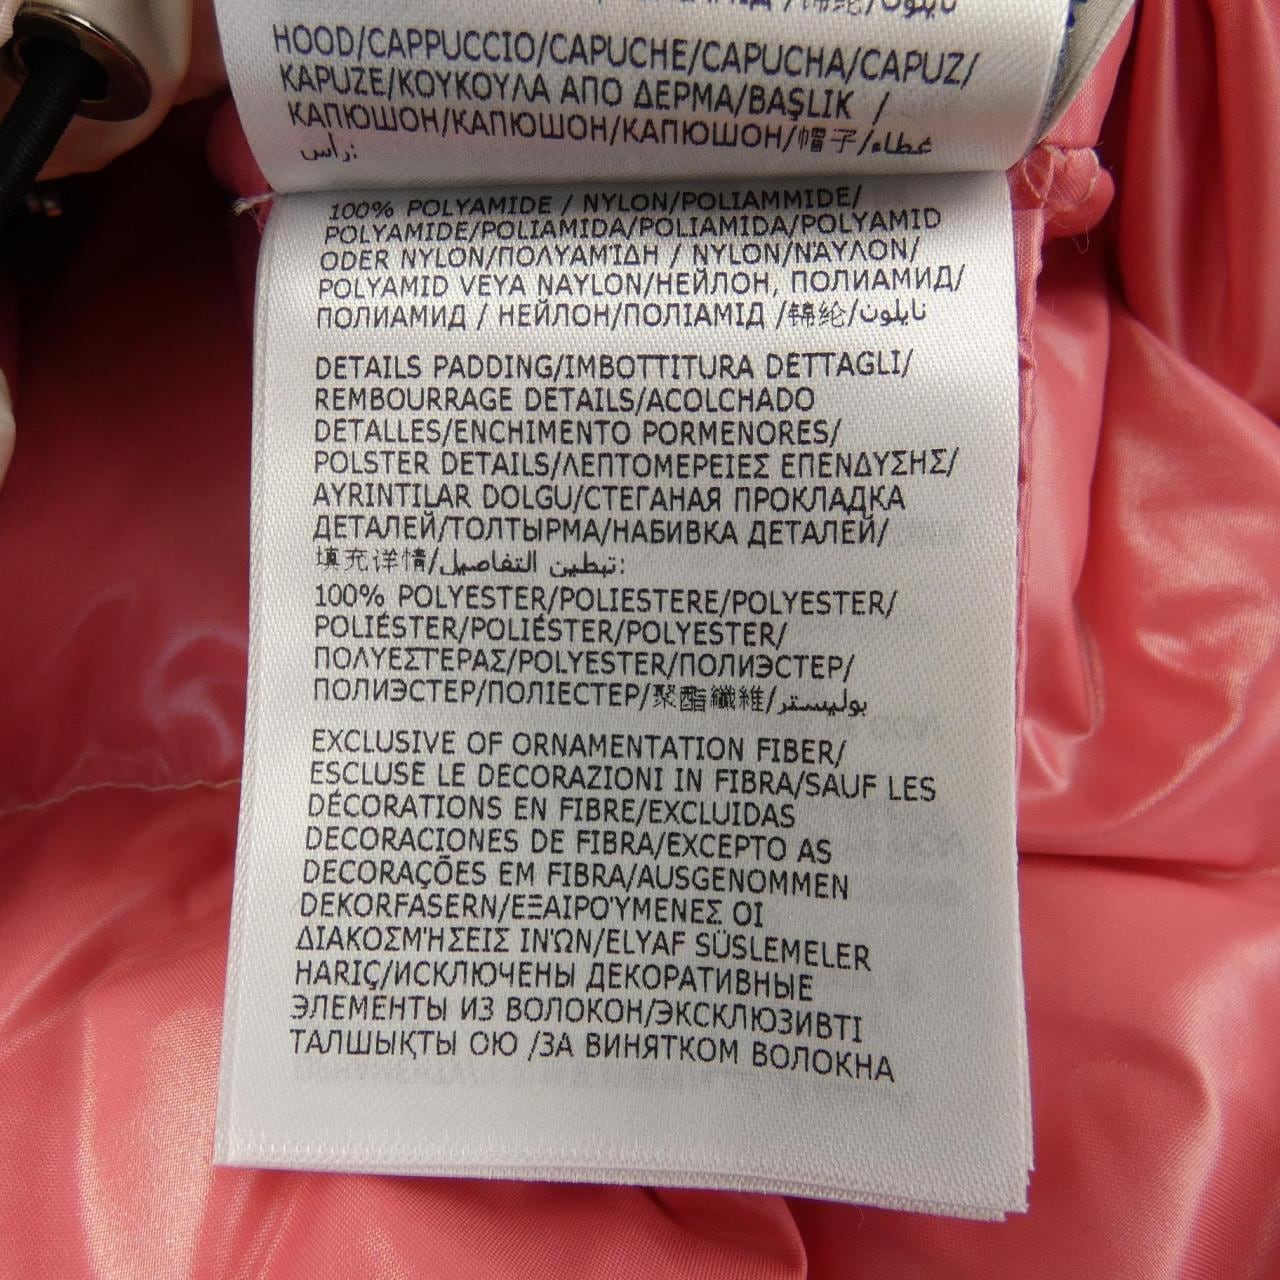 HOOD/CAPPUCCIO/CAPUCHE/CAPUCHA/CAPUZ/
KAPUZE/ΚΟΥΚΟΥΛΑ ΑΠΟ ΔΕΡΜΑ/BAŞLIK /
КАПЮШОН/КАПЮШОН/КАПЮШОН/帽子/غطاء
رأس:
100% POLYAMIDE / NYLON/POLIAMMIDE/
POLYAMIDE/POLIAMIDA/POLIAMIDA/POLYAMID
ODER NYLON/ΠΟΛΥΑΜΊΔΗ / NYLON/ΝΆΥΛΟΝ/
POLYAMID VEYA NAYLON/НЕЙЛОН, ПОЛИАМИД/
ПОЛИАМИД / НЕЙЛОН/ПОЛІАМІД /锦纶/نايلون
DETAILS PADDING/IMBOTTITURA DETTAGLI/
REMBOURRAGE DETAILS/ACOLCHADO
DETALLES/ENCHIMENTO PORMENORES/
POLSTER DETAILS/ΛΕΠΤΟΜΕΡΕΙΕΣ ΕΠΕΝΔΥΣΗΣ/
AYRINTILAR DOLGU/СТЕГАНАЯ ПРОКЛАДКА
ДЕТАЛЕЙ/ТОЛТЫРМА/НАБИВКА ДЕТАЛЕЙ/
填充详情/تبطين التفاصيل:
100% POLYESTER/POLIESTERE/POLYESTER/
POLIÉSTER/POLIÉSTER/POLYESTER/
ΠΟΛΥΕΣΤΕΡΑΣ/POLYESTER/ПОЛИЭСТЕР/
ПОЛИЭСТЕР/ПОЛІЕСТЕР/聚酯纖維/بوليستر
EXCLUSIVE OF ORNAMENTATION FIBER/
ESCLUSE LE DECORAZIONI IN FIBRA/SAUF LES
DÉCORATIONS EN FIBRE/EXCLUIDAS
DECORACIONES DE FIBRA/EXCEPTO AS
DECORAÇÕES EM FIBRA/AUSGENOMMEN
DEKORFASERN/ΕΞΑΙΡΟΎΜΕΝΕΣ ΟΙ
ΔΙΑΚΟΣΜΉΣΕΙΣ ΙΝΏΝ/ELYAF SÜSLEMELER
HARIÇ/ИСКЛЮЧЕНЫ ДЕКОРАТИВНЫЕ
ЭЛЕМЕНТЫ ИЗ ВОЛОКОН/ЭКСКЛЮЗИВТІ
ТАЛШЫҚТЫ ОЮ /ЗА ВИНЯТКОМ ВОЛОКНА